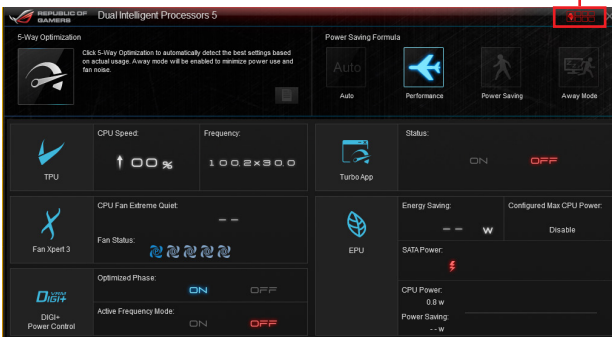 REPUBLIC OF
GAMERS
Dual Intelligent Processors 5
5-Way Optimization
Click 5-Way Optimization to automatically detect the best settings based
on actual usage. Away mode will be enabled to minimize power use and
fan noise.
Power Saving Formula
Auto
Auto
Performance
Power Saving
Away Mode
TPU
CPU Speed:
↑00%
Frequency:
100.2×30.0
Turbo App
Status:
ON OFF
Fan Xpert 3
CPU Fan Extreme Quiet:
--
Fan Status:
EPU
Energy Saving:
-- W
Configured Max CPU Power:
Disable
SATA Power:
CPU Power:
0.8 w
Power Saving:
--w
DIGI+ VRM
DIGI+
Power Control
Optimized Phase:
ON OFF
Active Frequency Mode:
ON OFF